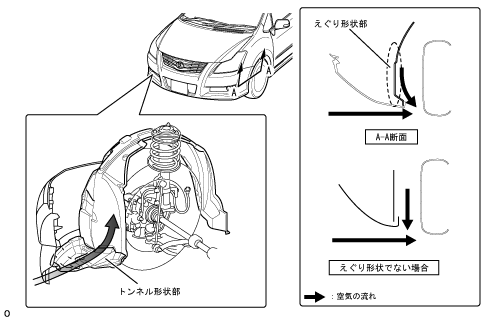 A
A
えぐり形状部
A-A断面
トンネル形状部
えぐり形状でない場合
：空気の流れ
o